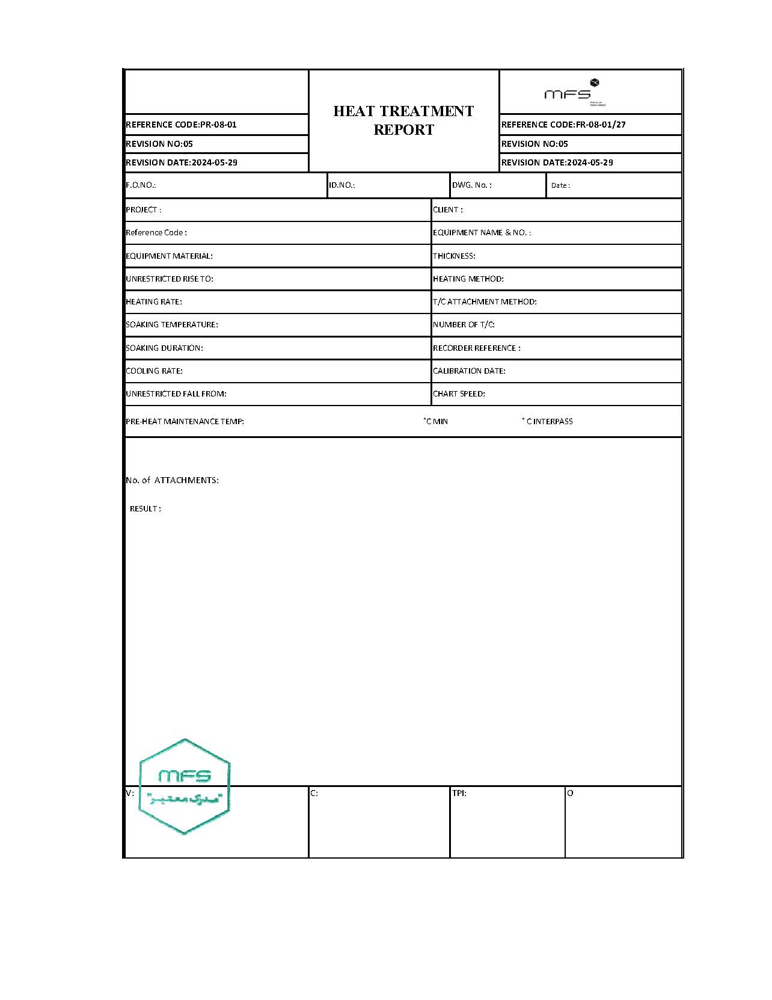 mFS
HEAT TREATMENT
REPORT
REFERENCE CODE:PR-08-01
REFERENCE CODE:FR-08-01/27
REVISION NO:05
REVISION NO:05
REVISION DATE:2024-05-29
REVISION DATE:2024-05-29
F.O.NO.: ID.NO.: DWG. No. : Date :
PROJECT : CLIENT :
Reference Code : EQUIPMENT NAME & NO. :
EQUIPMENT MATERIAL: THICKNESS:
UNRESTRICTED RISE TO: HEATING METHOD:
HEATING RATE: T/C ATTACHMENT METHOD:
SOAKING TEMPERATURE: NUMBER OF T/C:
SOAKING DURATION: RECORDER REFERENCE :
COOLING RATE: CALIBRATION DATE:
UNRESTRICTED FALL FROM: CHART SPEED:
PRE-HEAT MAINTENANCE TEMP: ˚C MIN ˚ C INTERPASS
No. of ATTACHMENTS:
RESULT :
mFS
V: C: TPI: O
"مدرک معتبر"